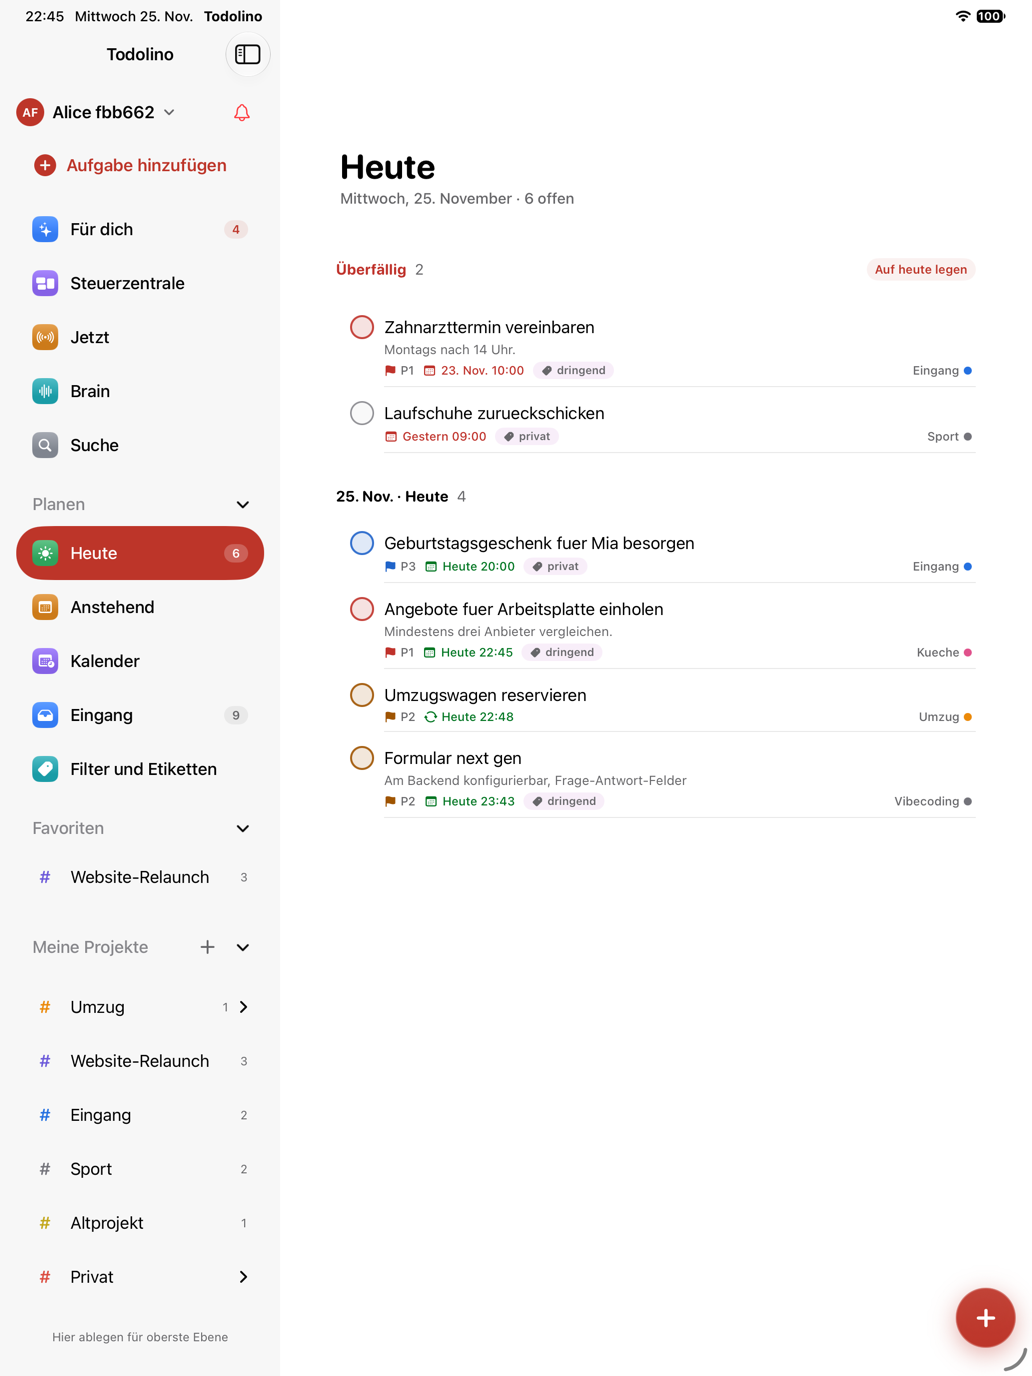 22:45 Mittwoch 25. Nov. Todolino
100
Todolino
AF Alice fbb662
Aufgabe hinzufügen
Für dich 4
Steuerzentrale
Jetzt
Brain
Suche
Planen
Heute 6
Anstehend
Kalender
Eingang 9
Filter und Etiketten
Favoriten
# Website-Relaunch 3
Meine Projekte
# Umzug 1
# Website-Relaunch 3
# Eingang 2
# Sport 2
# Altprojekt 1
# Privat
Hier ablegen für oberste Ebene
Heute
Mittwoch, 25. November · 6 offen
Überfällig 2 Auf heute legen
Zahnarzttermin vereinbaren
Montags nach 14 Uhr.
P1 23. Nov. 10:00 dringend Eingang
Laufschuhe zurueckschicken
Gestern 09:00 privat Sport
25. Nov. · Heute 4
Geburtstagsgeschenk fuer Mia besorgen
P3 Heute 20:00 privat Eingang
Angebote fuer Arbeitsplatte einholen
Mindestens drei Anbieter vergleichen.
P1 Heute 22:45 dringend Kueche
Umzugswagen reservieren
P2 Heute 22:48 Umzug
Formular next gen
Am Backend konfigurierbar, Frage-Antwort-Felder
P2 Heute 23:43 dringend Vibecoding